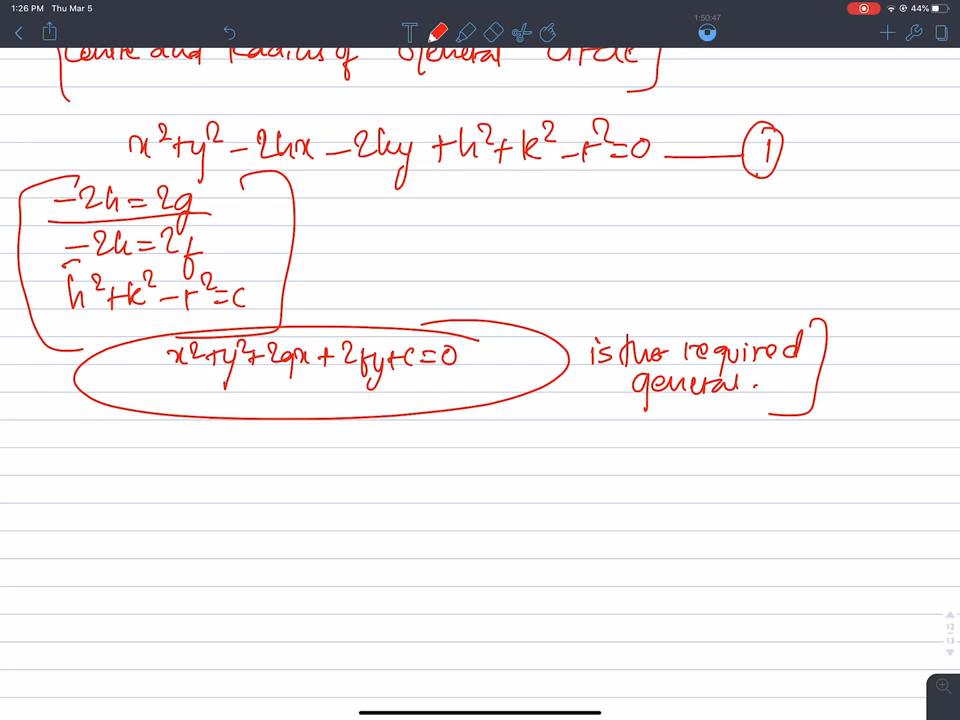 1:26 PM Thu Mar 5
1:50:47
44%
Centre and Radius of General Circle
x²+y² - 2hx - 2ky + h² + k² - r² = 0 — ①
-2h = 2g
-2k = 2f
h² + k² - r² = c
x²+y²+2gx + 2fy + c = 0 is the required
general.
12
13